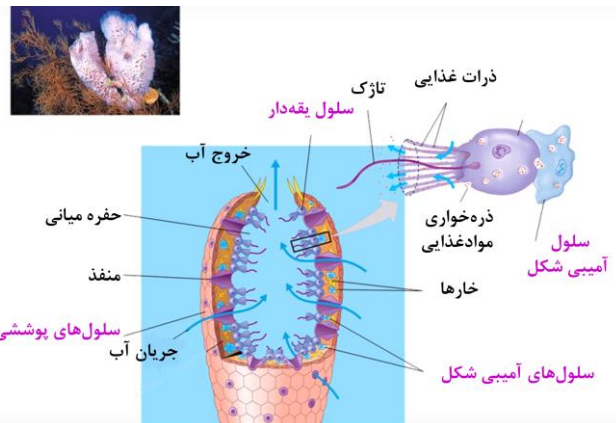 ذرات غذایی
تاژک
سلول یقه‌دار
خروج آب
حفره میانی
ذره‌خواری
موادغذایی
سلول
آمیبی شکل
منفذ
خارها
سلول‌های پوششی
جریان آب
سلول‌های آمیبی شکل